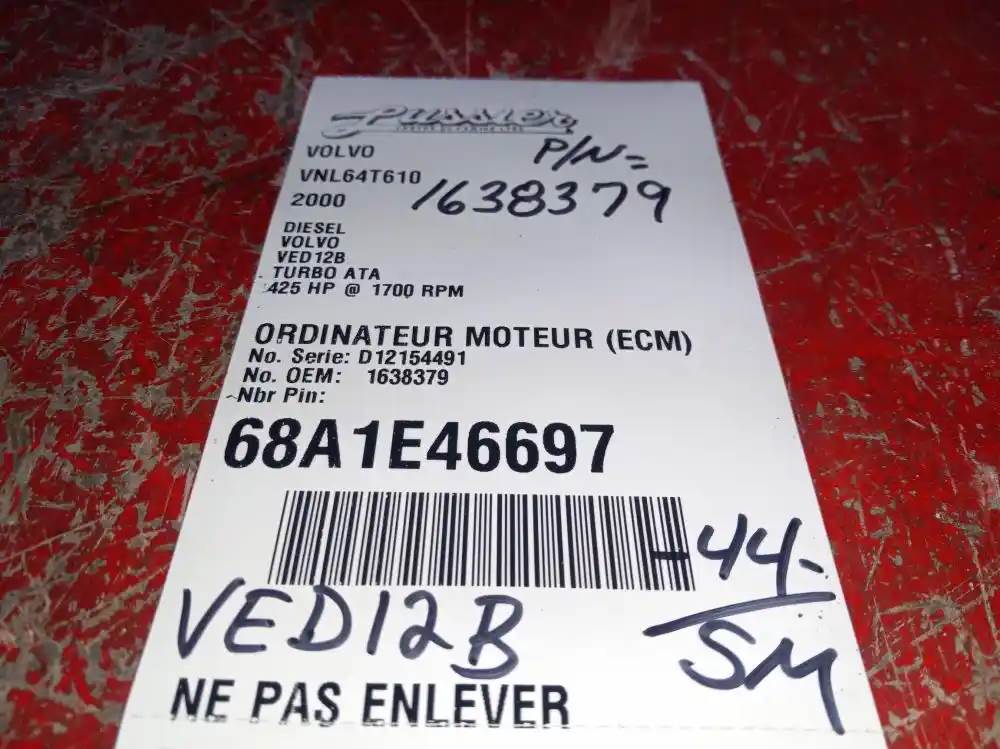 VOLVO
P/N=
VNL64T610
1638379
2000
DIESEL
VOLVO
VED12B
TURBO ATA
425 HP @ 1700 RPM
ORDINATEUR MOTEUR (ECM)
No. Serie: D12154491
No. OEM: 1638379
Nbr Pin:
68A1E46697
-44-
SM
VED12B
NE PAS ENLEVER